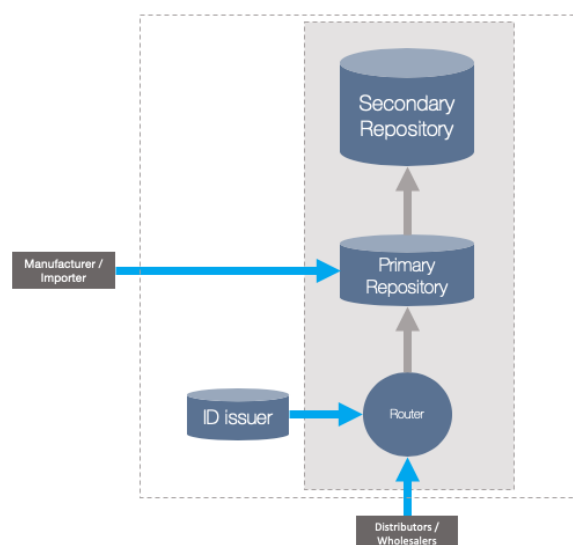 Secondary
Repository
Manufacturer /
Importer
Primary
Repository
ID issuer
Router
Distributors /
Wholesalers